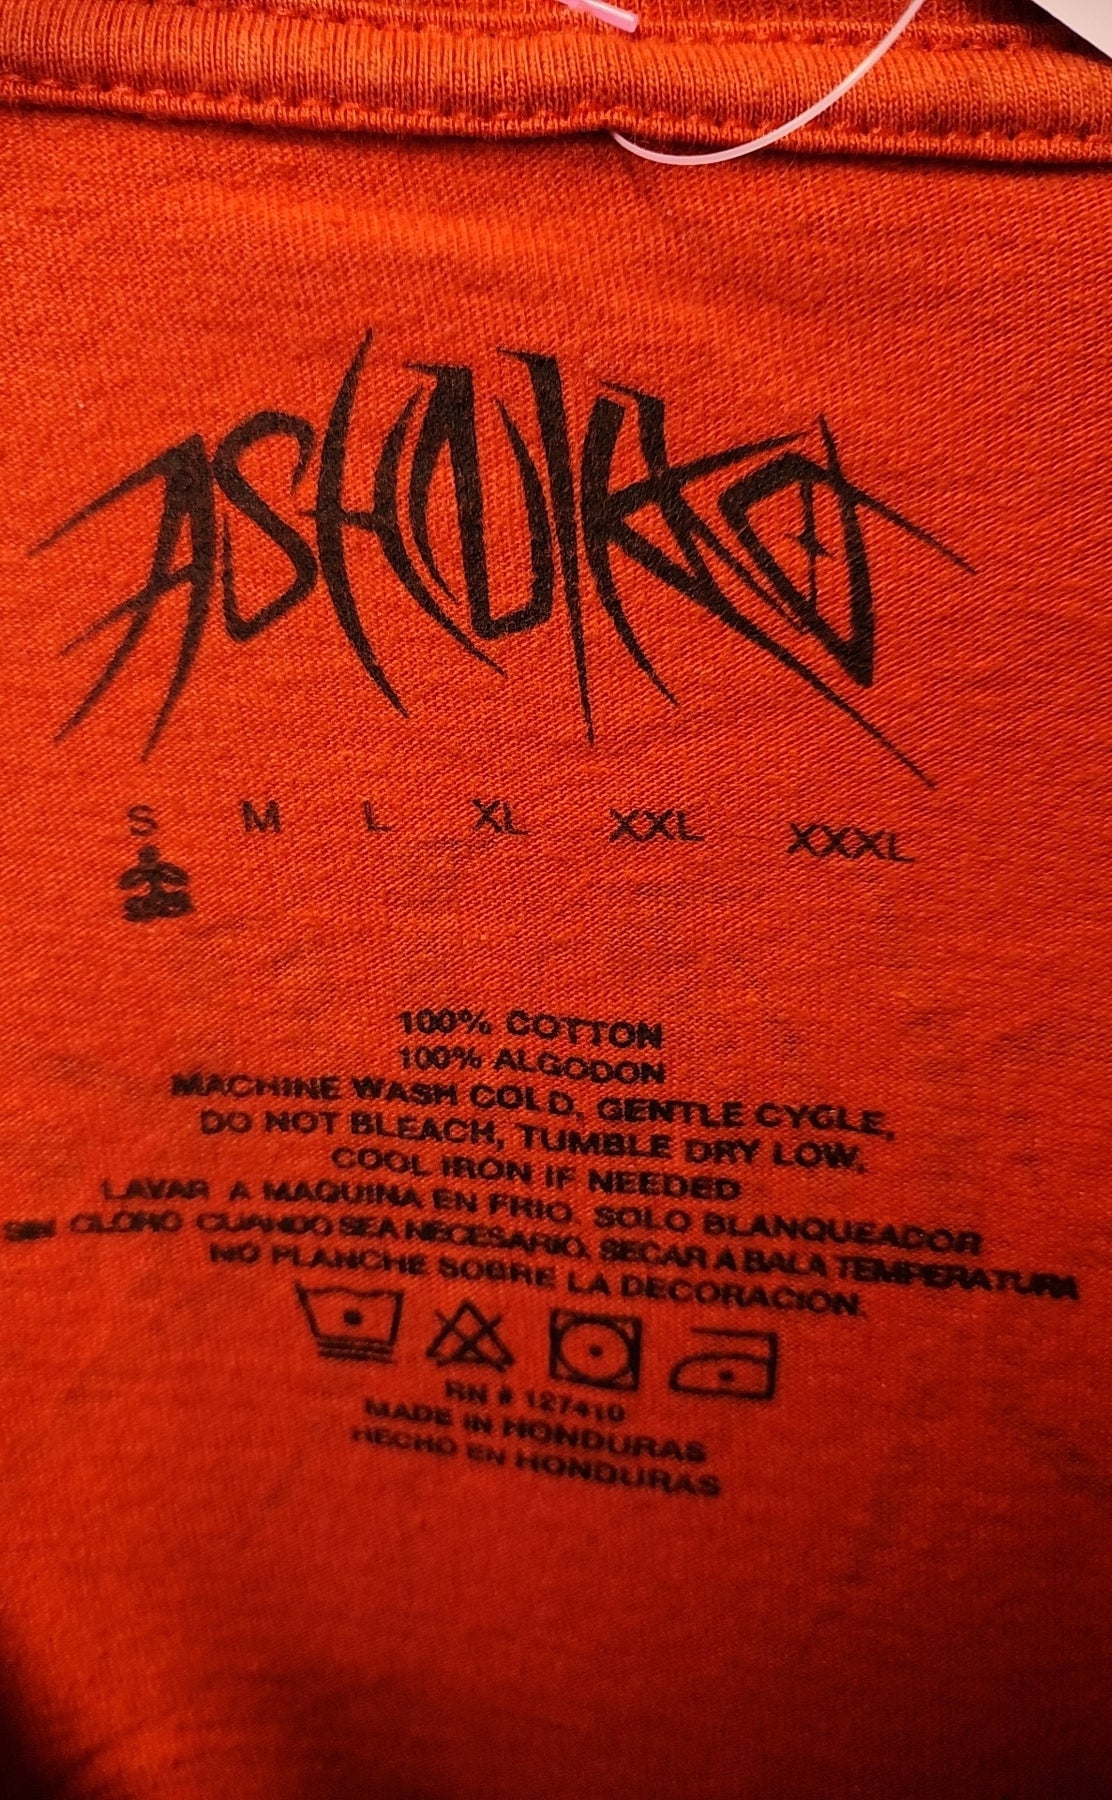 ASHNIKKO
S M L XL XXL XXXL
100% COTTON
100% ALGODON
MACHINE WASH COLD, GENTLE CYCLE,
DO NOT BLEACH, TUMBLE DRY LOW.
COOL IRON IF NEEDED
LAVAR A MAQUINA EN FRIO. SOLO BLANQUEADOR
SIN CLORO CUANDO SEA NECESARIO. SECAR A BALA TEMPERATURA
NO PLANCHE SOBRE LA DECORACION.
RN # 127410
MADE IN HONDURAS
HECHO EN HONDURAS